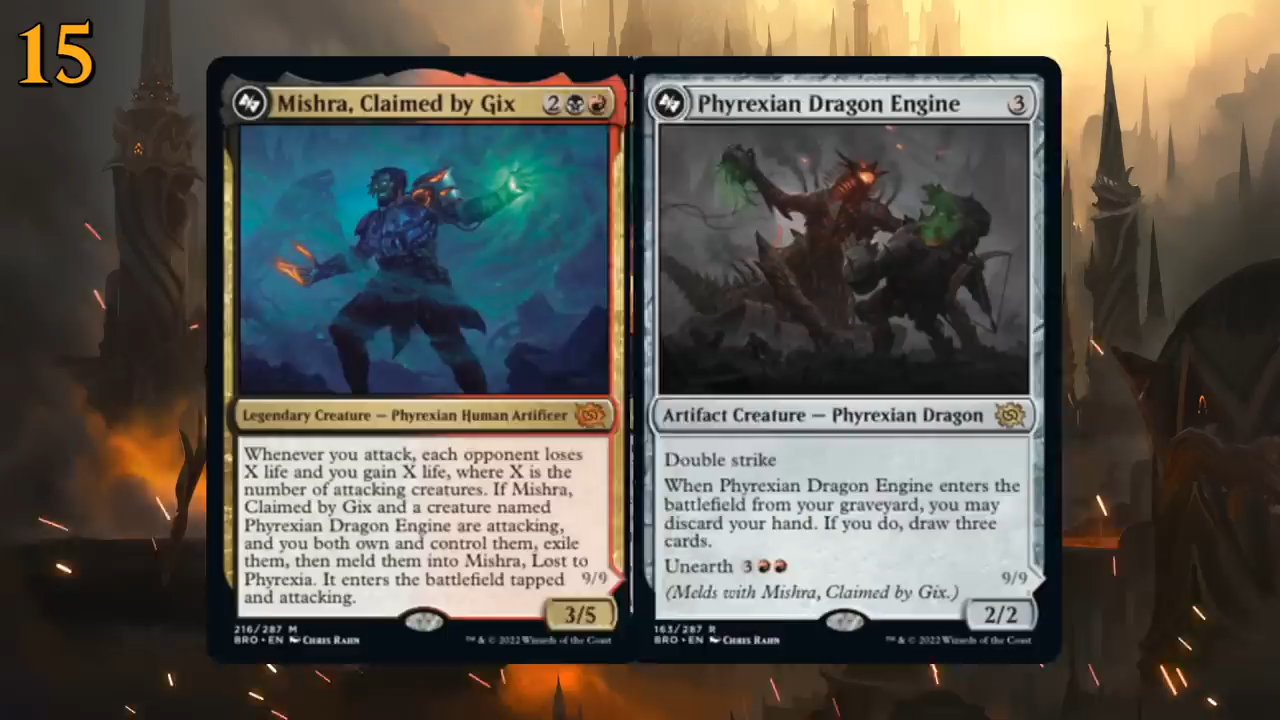 15
Mishra, Claimed by Gix 2
Legendary Creature — Phyrexian Human Artificer
Whenever you attack, each opponent loses
X life and you gain X life, where X is the
number of attacking creatures. If Mishra,
Claimed by Gix and a creature named
Phyrexian Dragon Engine are attacking,
and you both own and control them, exile
them, then meld them into Mishra, Lost to
Phyrexia. It enters the battlefield tapped
and attacking.
9/9
3/5
216/287 M
BRO • EN Chris Rahn
™ & © 2022 Wizards of the Coast
Phyrexian Dragon Engine 3
Artifact Creature — Phyrexian Dragon
Double strike
When Phyrexian Dragon Engine enters the
battlefield from your graveyard, you may
discard your hand. If you do, draw three
cards.
Unearth 3
(Melds with Mishra, Claimed by Gix.)
9/9
2/2
163/287 R
BRO • EN Chris Rahn
™ & © 2022 Wizards of the Coast